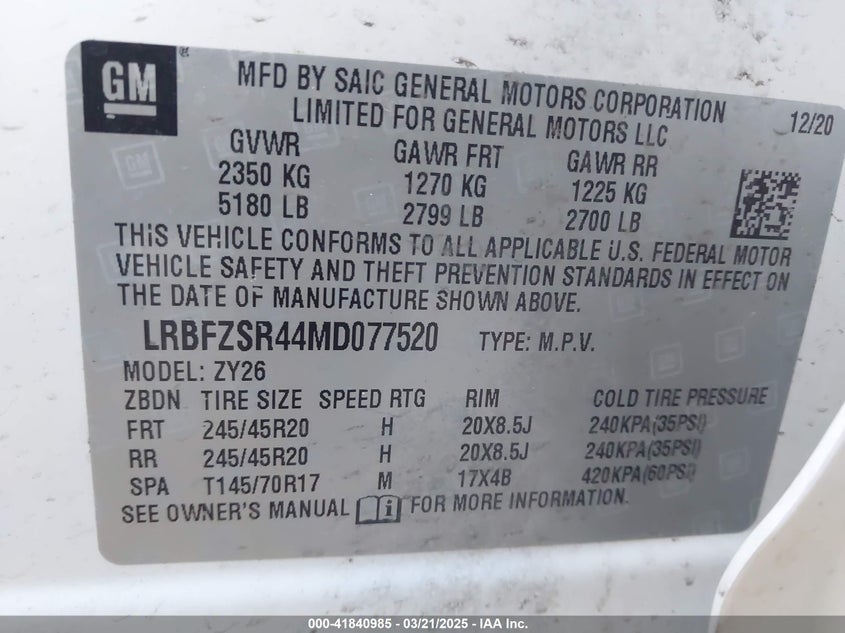 GM
MFD BY SAIC GENERAL MOTORS CORPORATION
LIMITED FOR GENERAL MOTORS LLC
12/20
GVWR GAWR FRT GAWR RR
2350 KG 1270 KG 1225 KG
5180 LB 2799 LB 2700 LB
THIS VEHICLE CONFORMS TO ALL APPLICABLE U.S. FEDERAL MOTOR
VEHICLE SAFETY AND THEFT PREVENTION STANDARDS IN EFFECT ON
THE DATE OF MANUFACTURE SHOWN ABOVE.
LRBFZSR44MD077520 TYPE: M.P.V.
MODEL: ZY26
ZBDN TIRE SIZE SPEED RTG RIM COLD TIRE PRESSURE
FRT 245/45R20 H 20X8.5J 240KPA(35PSI)
RR 245/45R20 H 20X8.5J 240KPA(35PSI)
SPA T145/70R17 M 17X4B 420KPA(60PSI)
SEE OWNER'S MANUAL FOR MORE INFORMATION.
000-41840985 - 03/21/2025 - IAAI.com